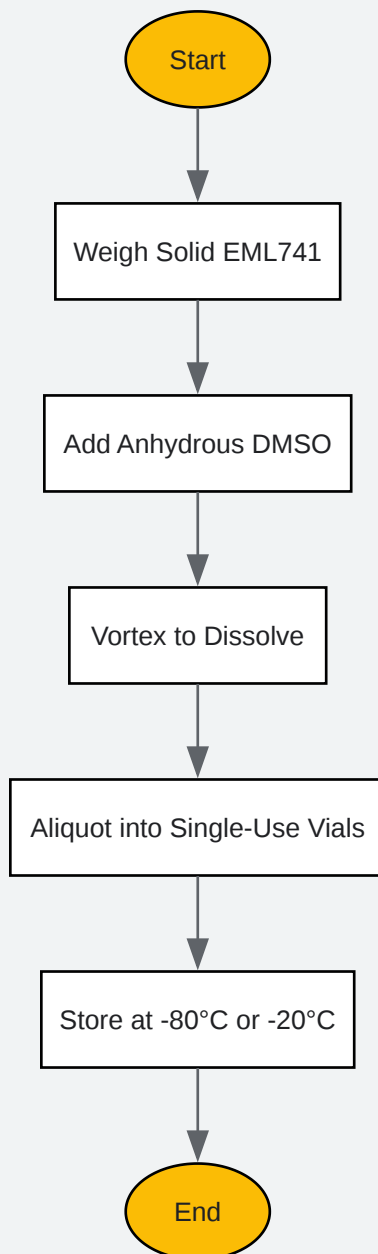 Start
Weigh Solid EML741
Add Anhydrous DMSO
Vortex to Dissolve
Aliquot into Single-Use Vials
Store at -80°C or -20°C
End